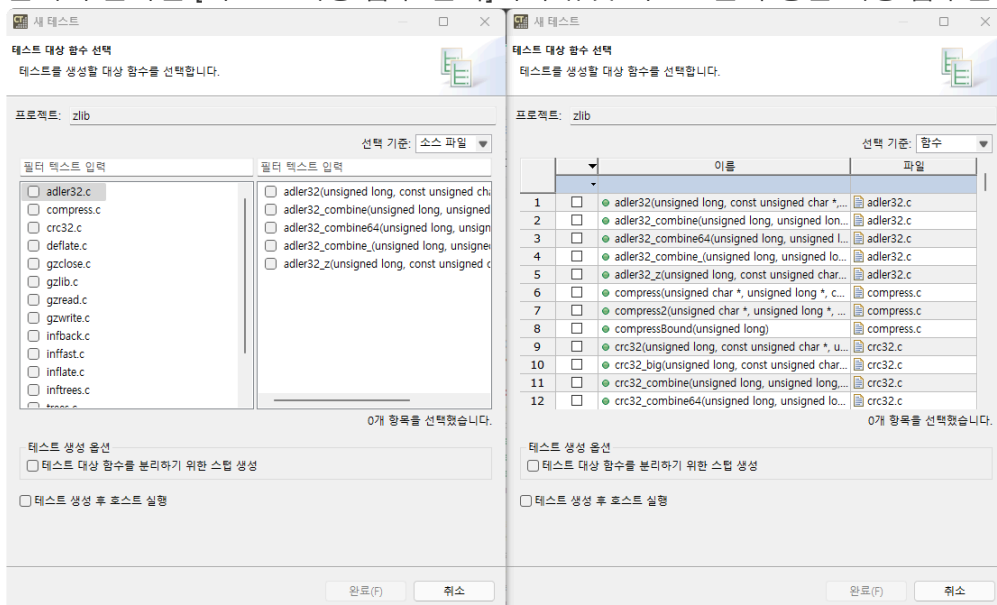 새 테스트
테스트 대상 함수 선택
테스트를 생성할 대상 함수를 선택합니다.
프로젝트: zlib
선택 기준: 소스 파일
필터 텍스트 입력
필터 텍스트 입력
adler32.c
compress.c
crc32.c
deflate.c
gzclose.c
gzlib.c
gzread.c
gzwrite.c
infback.c
inffast.c
inflate.c
inftrees.c
trees.c
adler32(unsigned long, const unsigned cha
adler32_combine(unsigned long, unsigned
adler32_combine64(unsigned long, unsign
adler32_combine_(unsigned long, unsigne
adler32_z(unsigned long, const unsigned c
0개 항목을 선택했습니다.
테스트 생성 옵션
테스트 대상 함수를 분리하기 위한 스텁 생성
테스트 생성 후 호스트 실행
완료(F) 취소
새 테스트
테스트 대상 함수 선택
테스트를 생성할 대상 함수를 선택합니다.
프로젝트: zlib
선택 기준: 함수
이름 파일
1 adler32(unsigned long, const unsigned char *,... adler32.c
2 adler32_combine(unsigned long, unsigned lon... adler32.c
3 adler32_combine64(unsigned long, unsigned l... adler32.c
4 adler32_combine_(unsigned long, unsigned lo... adler32.c
5 adler32_z(unsigned long, const unsigned char... adler32.c
6 compress(unsigned char *, unsigned long *, c... compress.c
7 compress2(unsigned char *, unsigned long *, ... compress.c
8 compressBound(unsigned long) compress.c
9 crc32(unsigned long, const unsigned char *, u... crc32.c
10 crc32_big(unsigned long, const unsigned char... crc32.c
11 crc32_combine(unsigned long, unsigned long,... crc32.c
12 crc32_combine64(unsigned long, unsigned lo... crc32.c
0개 항목을 선택했습니다.
테스트 생성 옵션
테스트 대상 함수를 분리하기 위한 스텁 생성
테스트 생성 후 호스트 실행
완료(F) 취소